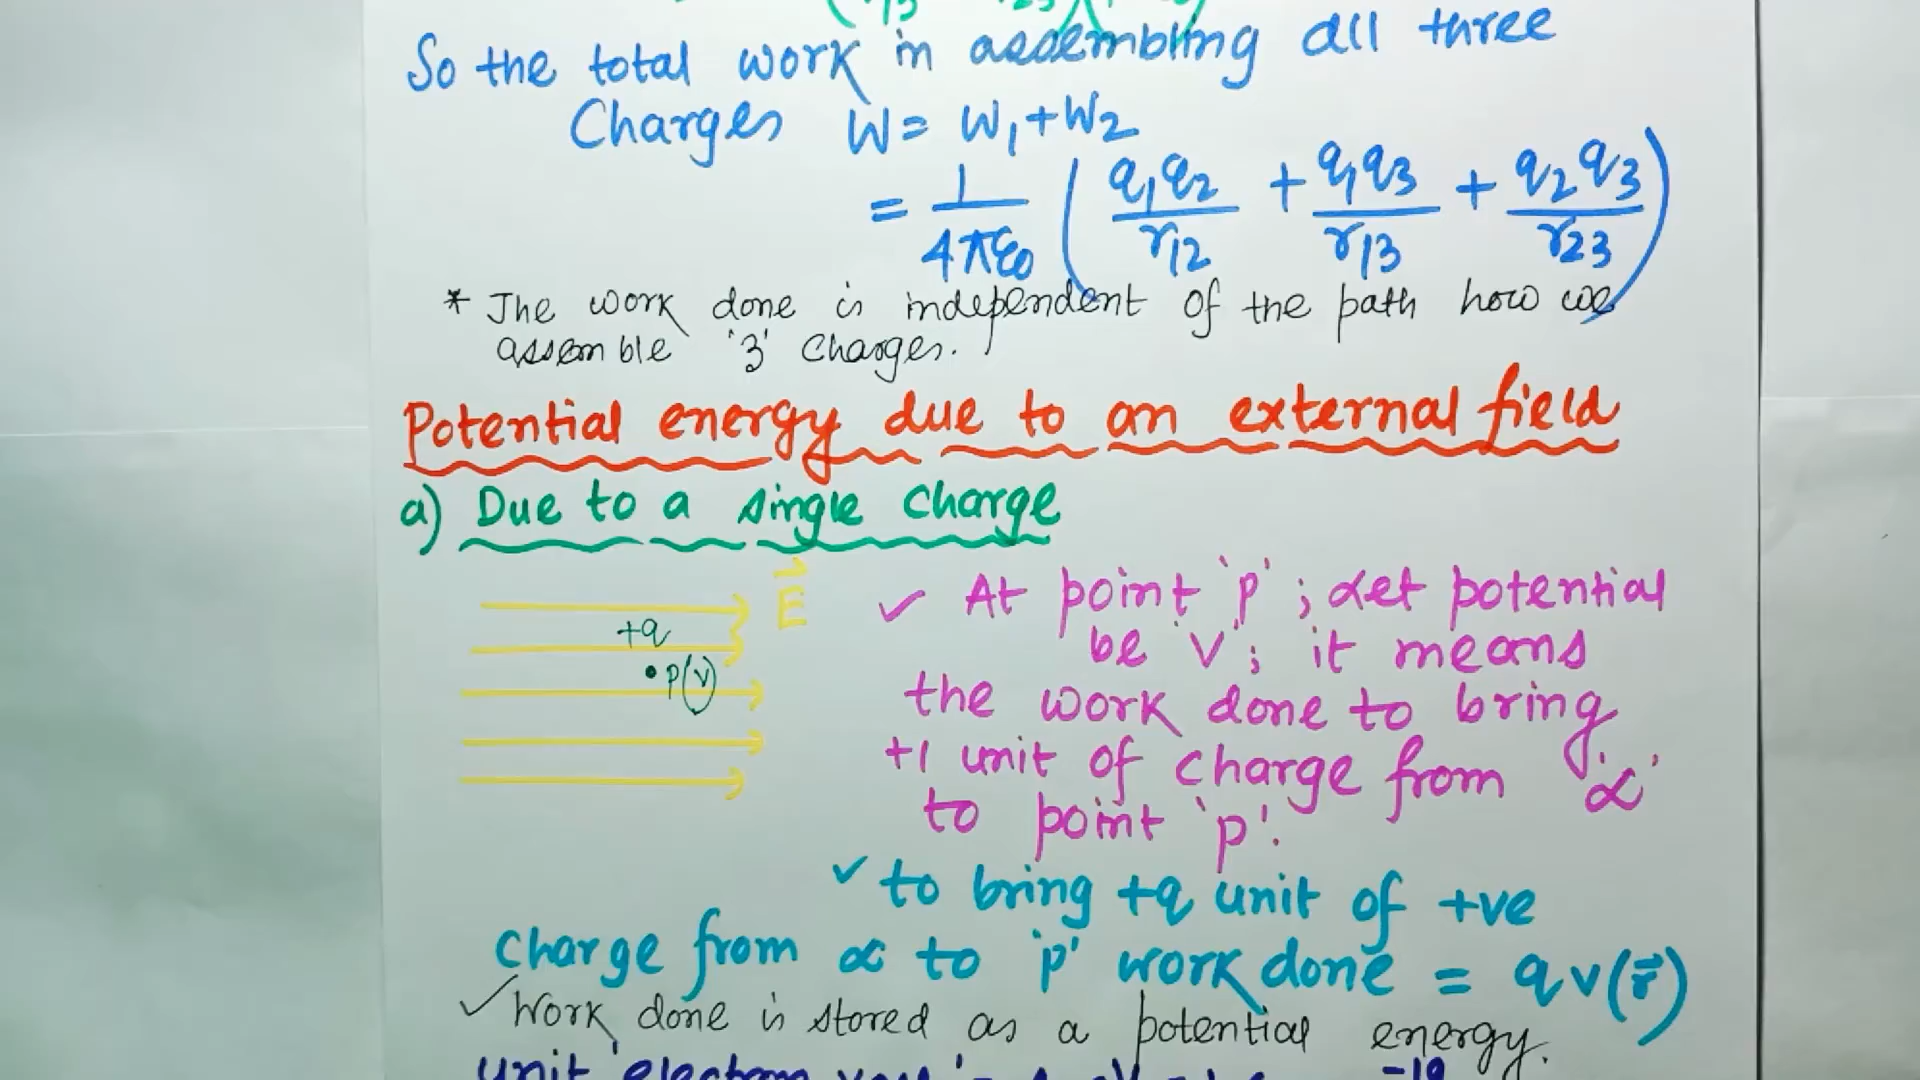 So the total work in assembling all three
Charges W = W₁ + W₂
= 1/4πε₀ ( q₁q₂/r₁₂ + q₁q₃/r₁₃ + q₂q₃/r₂₃ )
* The work done is independent of the path how we
assemble '3' charges.
Potential energy due to an external field
a) Due to a single charge
E⃗
+q
• P(V)
✓ At point 'p'; Let potential
be 'V'; it means
the work done to bring
+1 unit of charge from '∝'
to point 'p'.
✓ to bring +q unit of +ve
Charge from ∝ to 'p' work done = qV(r⃗)
✓ Work done is stored as a potential energy.
unit 'electron
-19